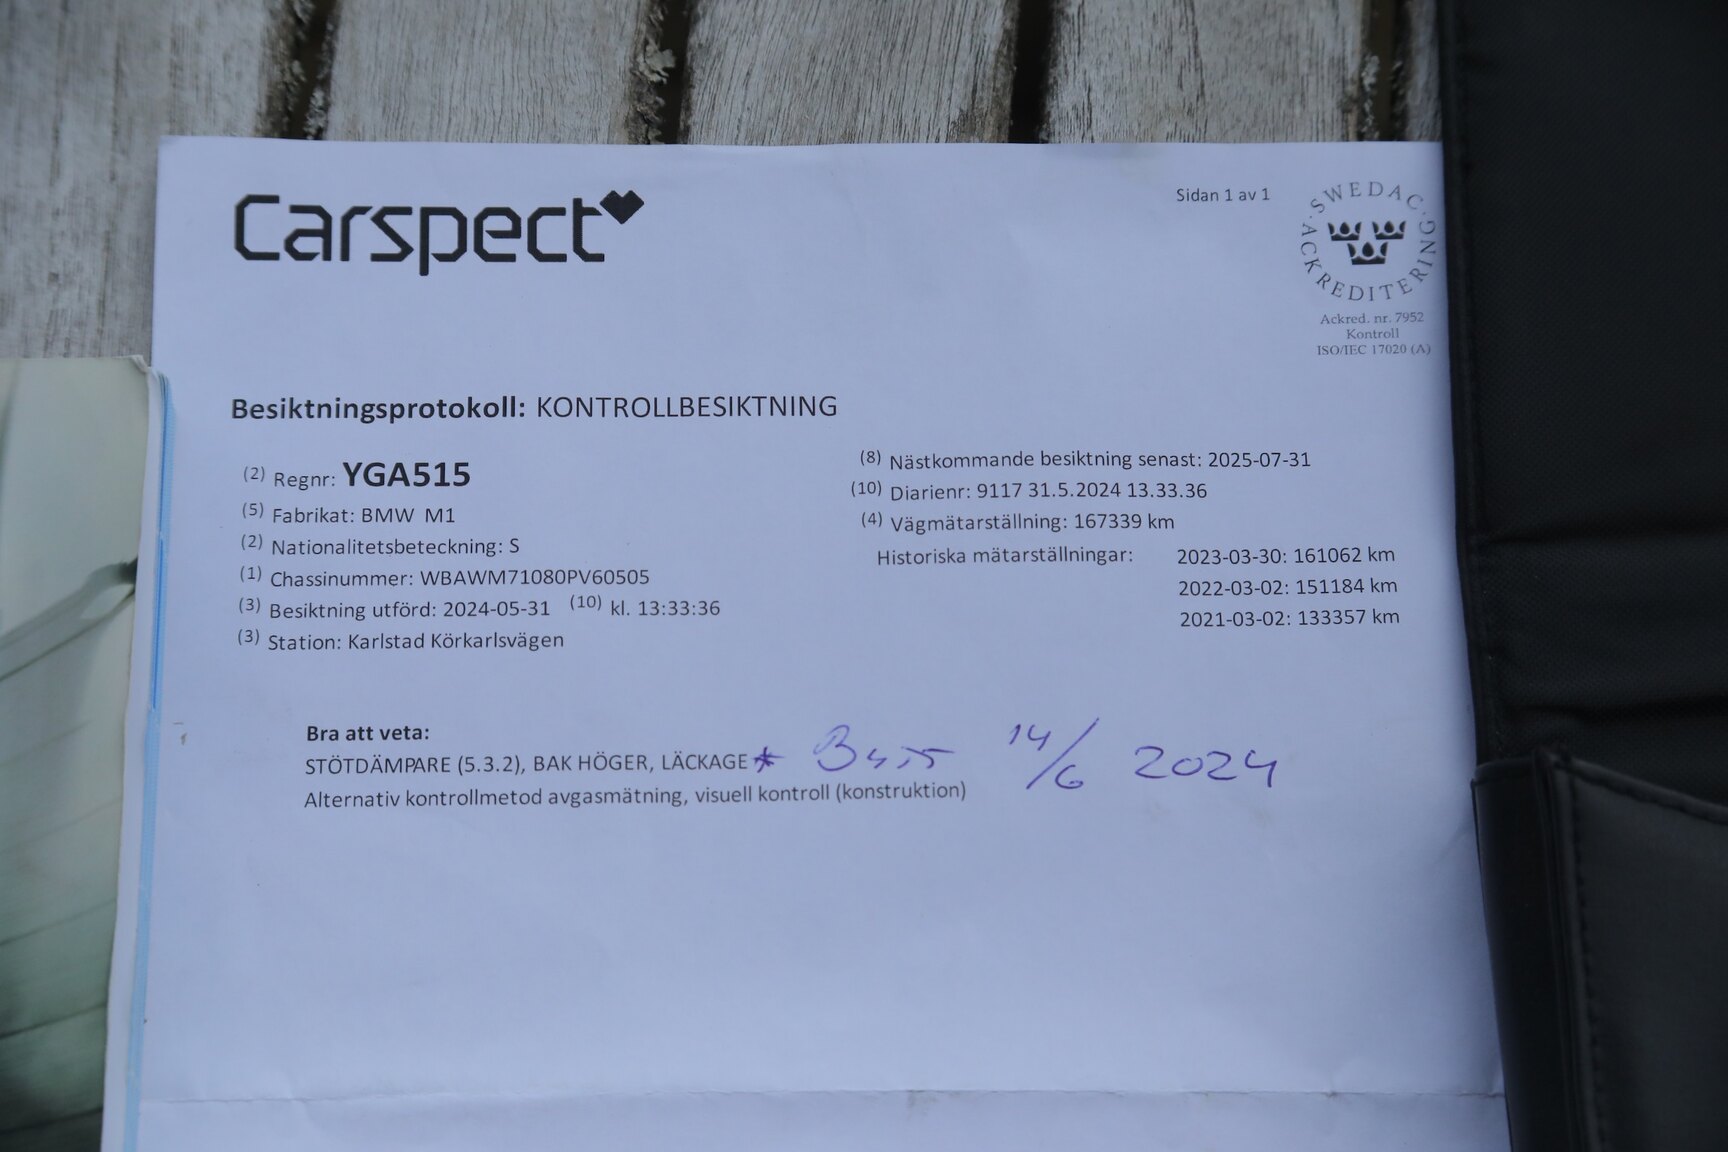 Carspect
Sidan 1 av 1
SWEDAC
ACKREDITERING
Ackred. nr. 7952
Kontroll
ISO/IEC 17020 (A)
Besiktningsprotokoll: KONTROLLBESIKTNING
(2) Regnr: YGA515
(5) Fabrikat: BMW M1
(2) Nationalitetsbeteckning: S
(1) Chassinummer: WBAWM71080PV60505
(3) Besiktning utförd: 2024-05-31 (10) kl. 13:33:36
(3) Station: Karlstad Körkarlsvägen
(8) Nästkommande besiktning senast: 2025-07-31
(10) Diarienr: 9117 31.5.2024 13.33.36
(4) Vägmätarställning: 167339 km
Historiska mätarställningar: 2023-03-30: 161062 km
2022-03-02: 151184 km
2021-03-02: 133357 km
Bra att veta:
STÖTDÄMPARE (5.3.2), BAK HÖGER, LÄCKAGE * 14/6 2024
Alternativ kontrollmetod avgasmätning, visuell kontroll (konstruktion)